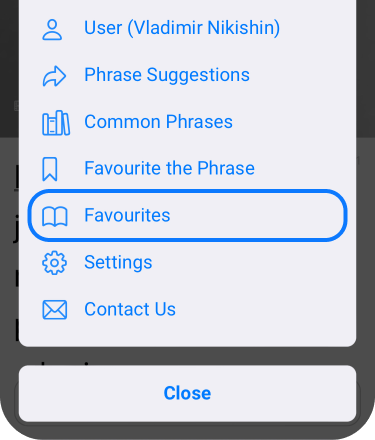 User (Vladimir Nikishin)
Phrase Suggestions
Common Phrases
Favourite the Phrase
Favourites
Settings
Contact Us
Close